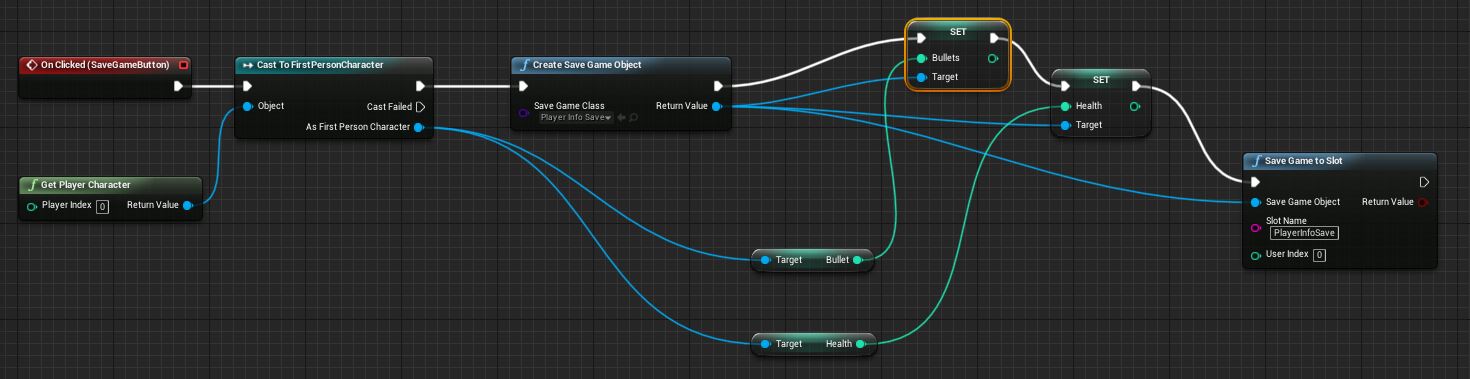 On Clicked (SaveGameButton)
Cast To FirstPersonCharacter
Object
Cast Failed
As First Person Character
Get Player Character
Player Index 0 Return Value
Create Save Game Object
Save Game Class Return Value
Player Info Save
SET
Bullets
Target
SET
Health
Target
Target Bullet
Target Health
Save Game to Slot
Save Game Object Return Value
Slot Name
PlayerInfoSave
User Index 0